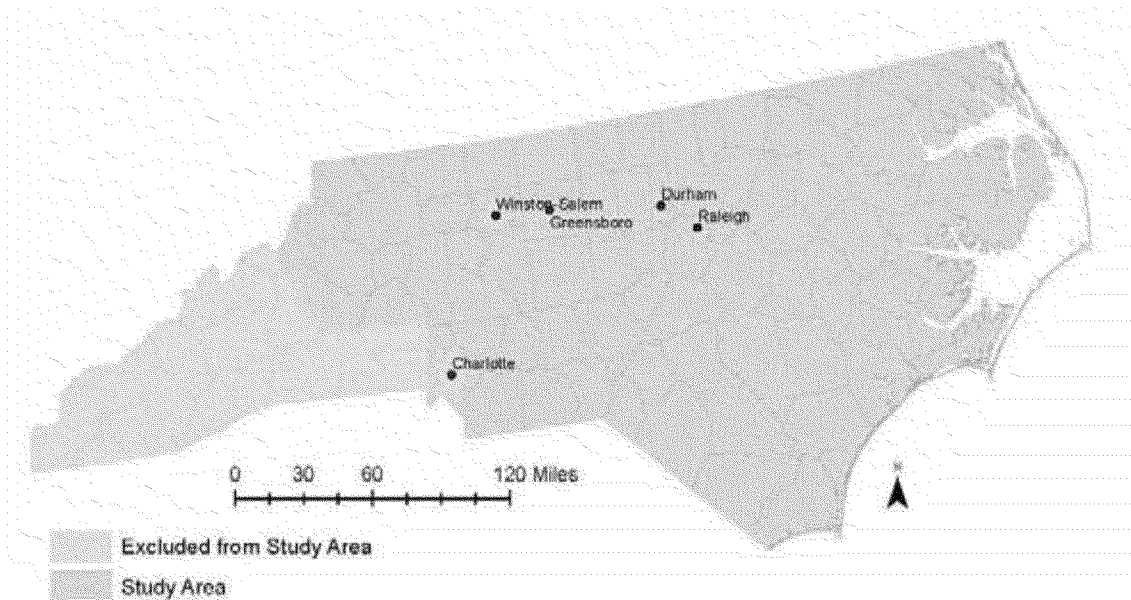 Durham
Winston-Salem
Raleigh
Greensboro
Charlotte
0 30 60 120 Miles
N
Excluded from Study Area
Study Area